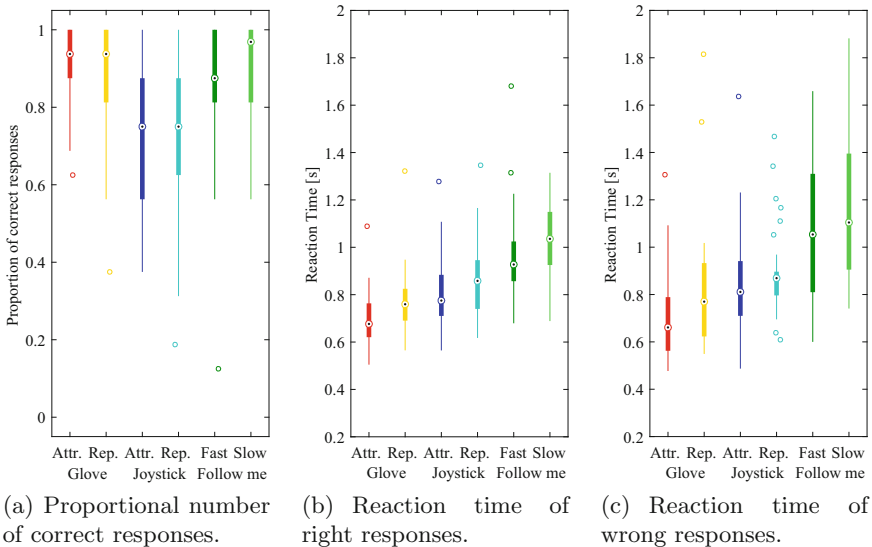 Proportion of correct responses
1
0.8
0.6
0.4
0.2
0
Attr. Rep. Attr. Rep. Fast Slow
Glove Joystick Follow me
(a) Proportional number
of correct responses.
Reaction Time [s]
2
1.8
1.6
1.4
1.2
1
0.8
0.6
0.4
0.2
Attr. Rep. Attr. Rep. Fast Slow
Glove Joystick Follow me
(b) Reaction time of
right responses.
Reaction Time [s]
2
1.8
1.6
1.4
1.2
1
0.8
0.6
0.4
0.2
Attr. Rep. Attr. Rep. Fast Slow
Glove Joystick Follow me
(c) Reaction time of
wrong responses.